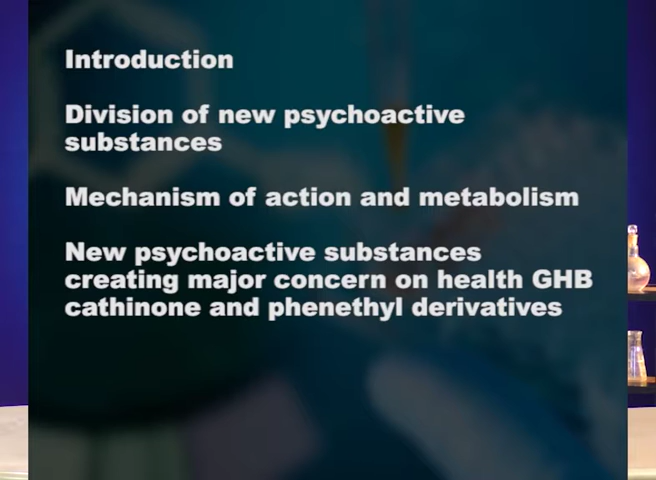 Introduction
Division of new psychoactive
substances
Mechanism of action and metabolism
New psychoactive substances
creating major concern on health GHB
cathinone and phenethyl derivatives